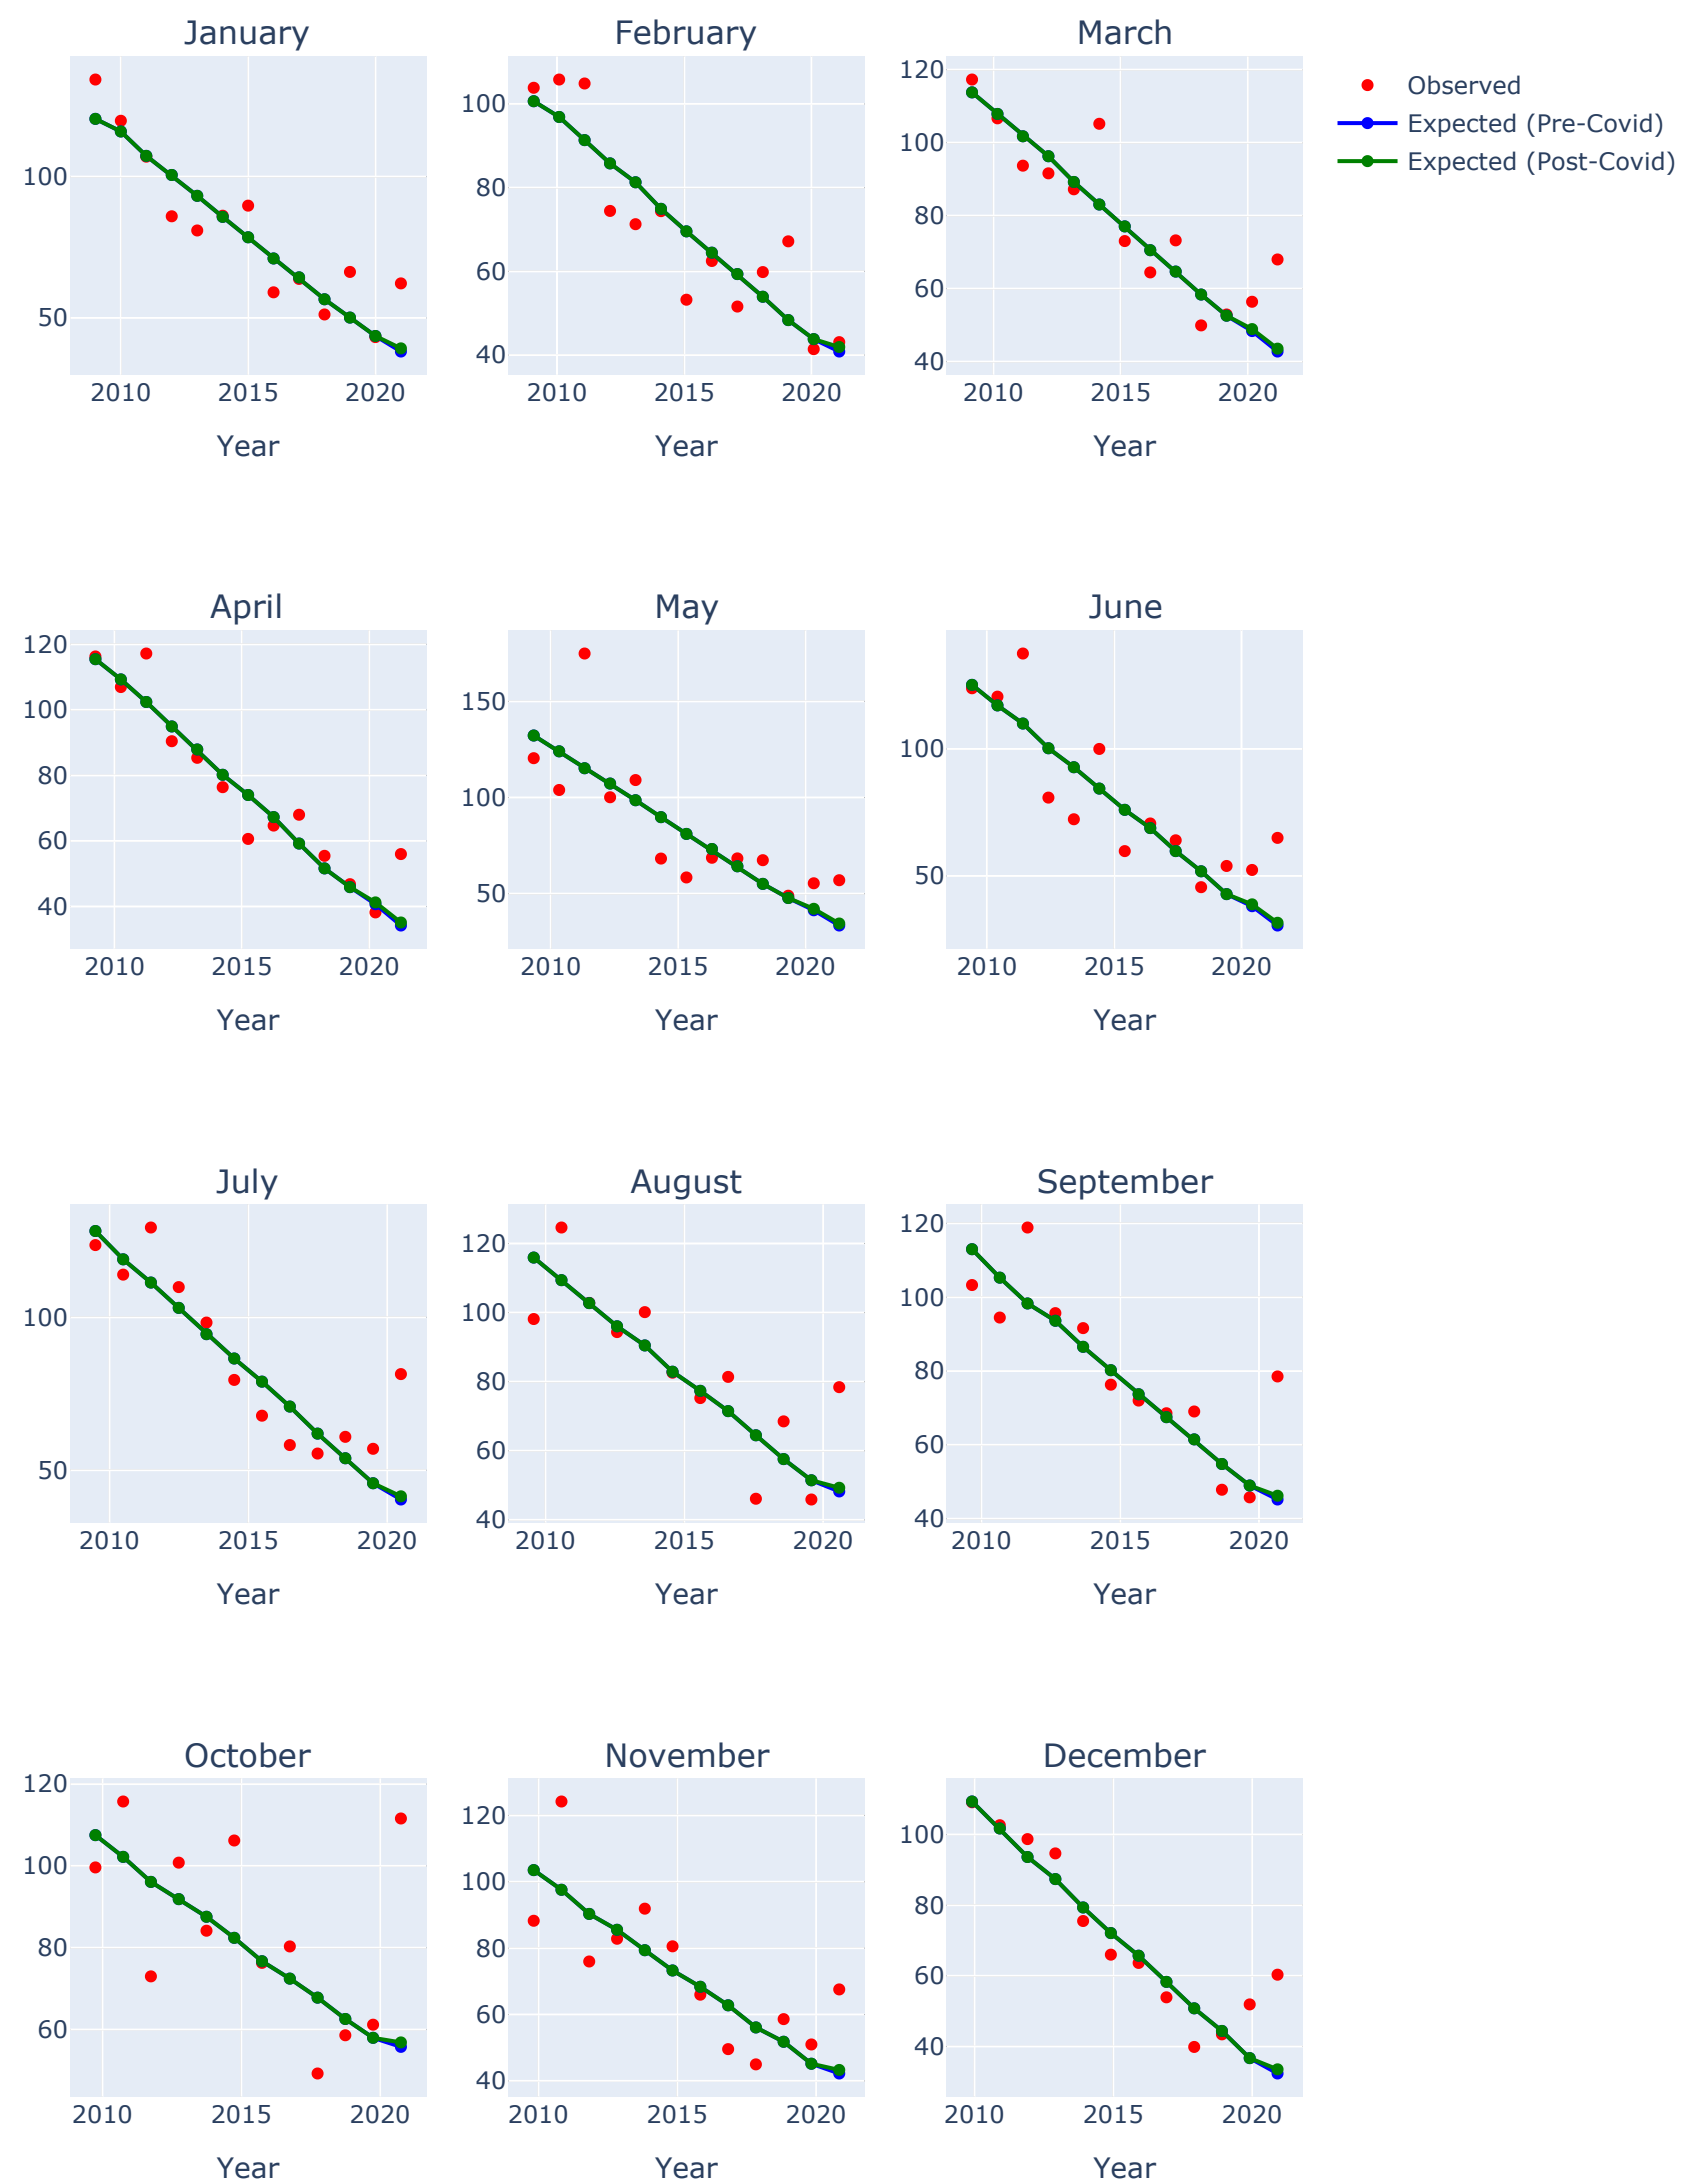 January
February
March
Observed
Expected (Pre-Covid)
Expected (Post-Covid)
100
50
2010 2015 2020
Year
100
80
60
40
2010 2015 2020
Year
120
100
80
60
40
2010 2015 2020
Year
April
May
June
120
100
80
60
40
2010 2015 2020
Year
150
100
50
2010 2015 2020
Year
100
50
2010 2015 2020
Year
July
August
September
100
50
2010 2015 2020
Year
120
100
80
60
40
2010 2015 2020
Year
120
100
80
60
40
2010 2015 2020
Year
October
November
December
120
100
80
60
2010 2015 2020
Year
120
100
80
60
40
2010 2015 2020
Year
100
80
60
40
2010 2015 2020
Year